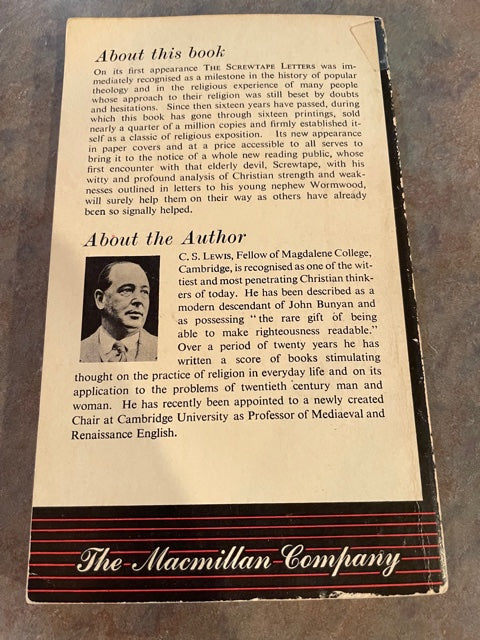 About this book
On its first appearance THE SCREWTAPE LETTERS was im-
mediately recognised as a milestone in the history of popular
theology and in the religious experience of many people
whose approach to their religion was still beset by doubts
and hesitations. Since then sixteen years have passed, during
which this book has gone through sixteen printings, sold
nearly a quarter of a million copies and firmly established it-
self as a classic of religious exposition. Its new appearance
in paper covers and at a price accessible to all serves to
bring it to the notice of a whole new reading public, whose
first encounter with that elderly devil, Screwtape, with his
witty and profound analysis of Christian strength and weak-
nesses outlined in letters to his young nephew Wormwood,
will surely help them on their way as others have already
been so signally helped.
About the Author
C. S. LEWIS, Fellow of Magdalene College,
Cambridge, is recognised as one of the wit-
tiest and most penetrating Christian think-
ers of today. He has been described as a
modern descendant of John Bunyan and
as possessing "the rare gift of being
able to make righteousness readable."
Over a period of twenty years he has
written a score of books stimulating
thought on the practice of religion in everyday life and on its
application to the problems of twentieth century man and
woman. He has recently been appointed to a newly created
Chair at Cambridge University as Professor of Mediaeval and
Renaissance English.
The Macmillan Company